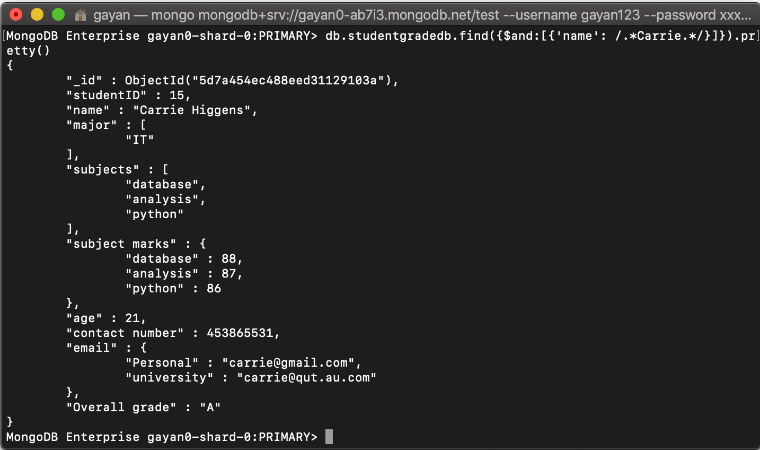 gayan — mongo mongodb+srv://gayan0-ab7i3.mongodb.net/test --username gayan123 --password xxx...
[MongoDB Enterprise gayan0-shard-0:PRIMARY> db.studentgradedb.find({$and:[{'name': /.*Carrie.*/}]}).pr]
etty()
{
"_id" : ObjectId("5d7a454ec488eed31129103a"),
"studentID" : 15,
"name" : "Carrie Higgens",
"major" : [
"IT"
],
"subjects" : [
"database",
"analysis",
"python"
],
"subject marks" : {
"database" : 88,
"analysis" : 87,
"python" : 86
},
"age" : 21,
"contact number" : 453865531,
"email" : {
"Personal" : "carrie@gmail.com",
"university" : "carrie@qut.au.com"
},
"Overall grade" : "A"
}
MongoDB Enterprise gayan0-shard-0:PRIMARY>